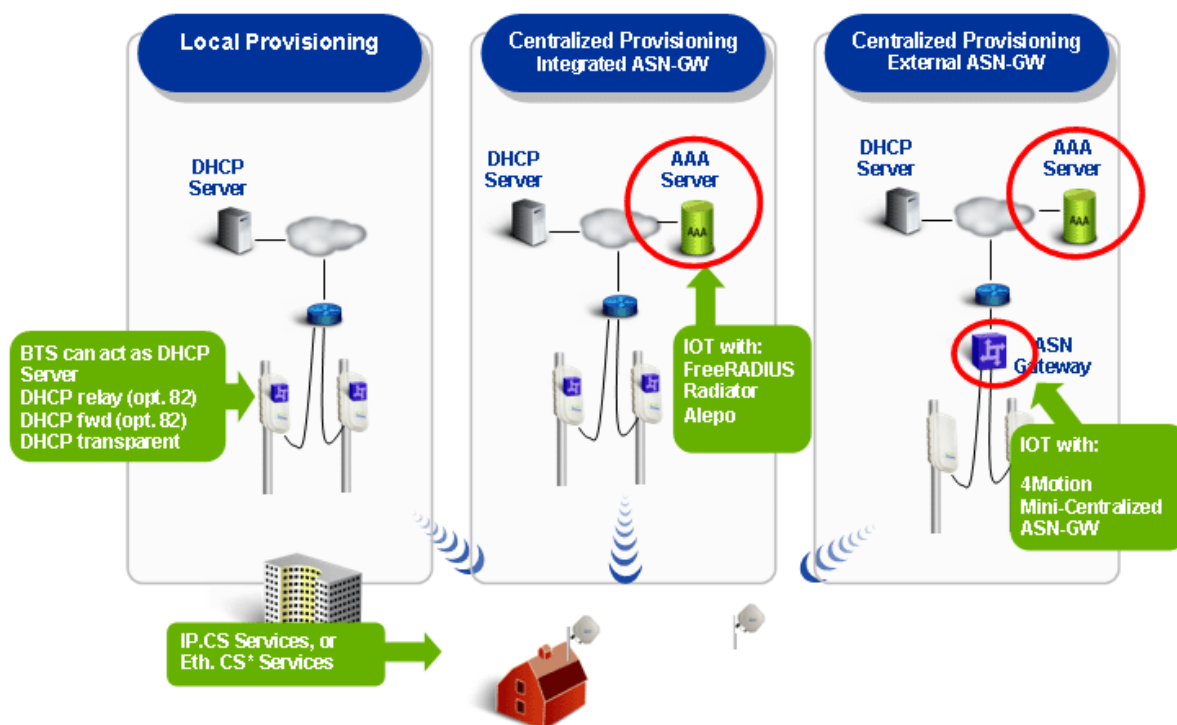 Local Provisioning
Centralized Provisioning
Integrated ASN-GW
Centralized Provisioning
External ASN-GW
DHCP
Server
DHCP
Server
AAA
Server
AAA
DHCP
Server
AAA
Server
AAA
BTS can act as DHCP
Server
DHCP relay (opt. 82)
DHCP fwd (opt. 82)
DHCP transparent
IOT with:
FreeRADIUS
Radiator
Alepo
ASN
Gateway
IOT with:
4Motion
Mini-Centralized
ASN-GW
IP.CS Services, or
Eth. CS* Services